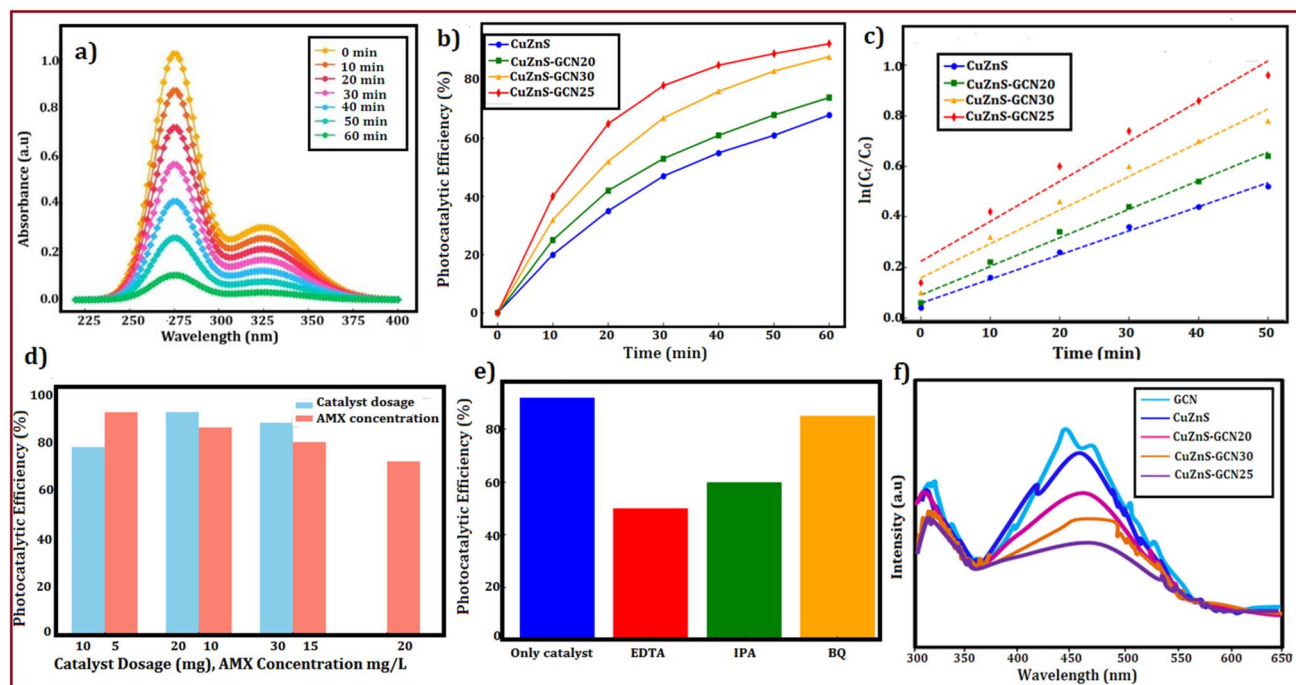 a)
0 min
10 min
20 min
30 min
40 min
50 min
60 min
Absorbance (a.u)
1.0
0.8
0.6
0.4
0.2
0.0
225 250 275 300 325 350 375 400
Wavelength (nm)
b)
CuZnS
CuZnS-GCN20
CuZnS-GCN30
CuZnS-GCN25
Photocatalytic Efficiency (%)
80
60
40
20
0
0 10 20 30 40 50 60
Time (min)
c)
CuZnS
CuZnS-GCN20
CuZnS-GCN30
CuZnS-GCN25
ln(Cₜ/C₀)
1.0
0.8
0.6
0.4
0.2
0.0
0 10 20 30 40 50
Time (min)
d)
Catalyst dosage
AMX concentration
Photocatalytic Efficiency (%)
100
80
60
40
20
0
10 5 20 10 30 15 20
Catalyst Dosage (mg), AMX Concentration mg/L
e)
Photocatalytic Efficiency (%)
80
60
40
20
0
Only catalyst EDTA IPA BQ
f)
GCN
CuZnS
CuZnS-GCN20
CuZnS-GCN30
CuZnS-GCN25
Intensity (a.u)
300 350 400 450 500 550 600 650
Wavelength (nm)